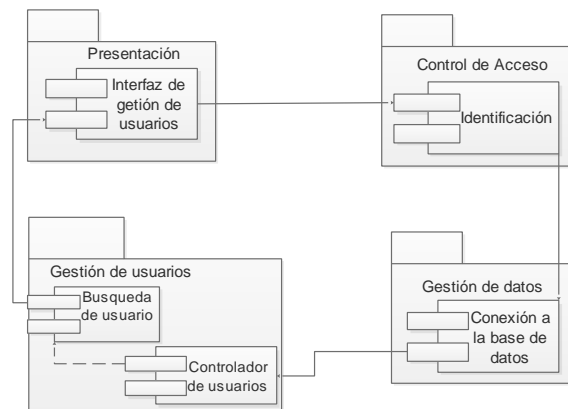 Presentación
Interfaz de
getión de
usuarios
Control de Acceso
Identificación
Gestión de usuarios
Busqueda
de usuario
Controlador
de usuarios
Gestión de datos
Conexión a
la base de
datos